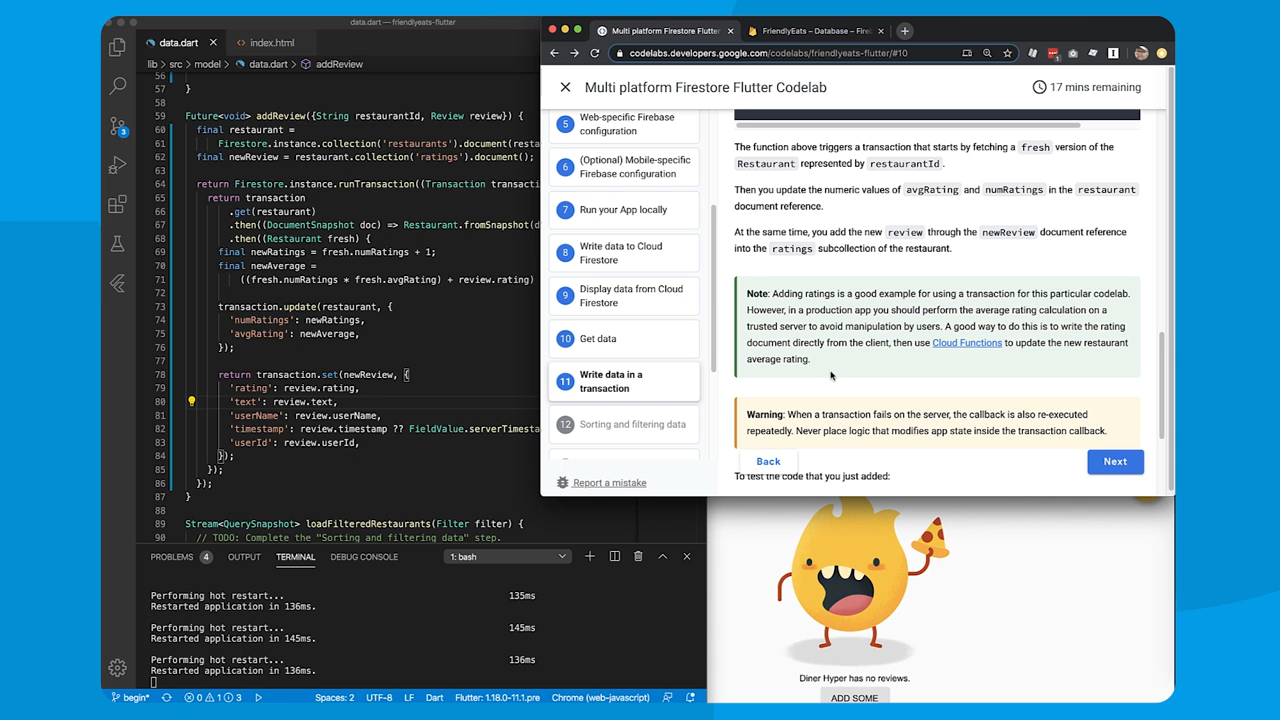 data.dart — friendlyeats-flutter
data.dart
index.html
lib > src > model > data.dart > addReview
56
57 }
58
59 Future<void> addReview({String restaurantId, Review review}) {
60 final restaurant =
61 Firestore.instance.collection('restaurants').document(resta
62 final newReview = restaurant.collection('ratings').document();
63
64 return Firestore.instance.runTransaction((Transaction transacti
65 return transaction
66 .get(restaurant)
67 .then((DocumentSnapshot doc) => Restaurant.fromSnapshot(d
68 .then((Restaurant fresh) {
69 final newRatings = fresh.numRatings + 1;
70 final newAverage =
71 ((fresh.numRatings * fresh.avgRating) + review.rating)
72
73 transaction.update(restaurant, {
74 'numRatings': newRatings,
75 'avgRating': newAverage,
76 });
77
78 return transaction.set(newReview, {
79 'rating': review.rating,
80 'text': review.text,
81 'userName': review.userName,
82 'timestamp': review.timestamp ?? FieldValue.serverTimesta
83 'userId': review.userId,
84 });
85 });
86 });
87 }
88
89 Stream<QuerySnapshot> loadFilteredRestaurants(Filter filter) {
90 // TODO: Complete the "Sorting and filtering data" step.
3
PROBLEMS 4 OUTPUT TERMINAL DEBUG CONSOLE 1: bash
Performing hot restart... 135ms
Restarted application in 136ms.
Performing hot restart... 145ms
Restarted application in 145ms.
Performing hot restart... 136ms
Restarted application in 136ms.
begin* 0 1 3 Spaces: 2 UTF-8 LF Dart Flutter: 1.18.0-11.1.pre Chrome (web-javascript)
Multi platform Firestore Flutter
FriendlyEats – Database – Fire
codelabs.developers.google.com/codelabs/friendlyeats-flutter/#10
Multi platform Firestore Flutter Codelab
17 mins remaining
5 Web-specific Firebase
configuration
6 (Optional) Mobile-specific
Firebase configuration
7 Run your App locally
8 Write data to Cloud
Firestore
9 Display data from Cloud
Firestore
10 Get data
11 Write data in a
transaction
12 Sorting and filtering data
Report a mistake
The function above triggers a transaction that starts by fetching a fresh version of the
Restaurant represented by restaurantId.
Then you update the numeric values of avgRating and numRatings in the restaurant
document reference.
At the same time, you add the new review through the newReview document reference
into the ratings subcollection of the restaurant.
Note: Adding ratings is a good example for using a transaction for this particular codelab.
However, in a production app you should perform the average rating calculation on a
trusted server to avoid manipulation by users. A good way to do this is to write the rating
document directly from the client, then use Cloud Functions to update the new restaurant
average rating.
Warning: When a transaction fails on the server, the callback is also re-executed
repeatedly. Never place logic that modifies app state inside the transaction callback.
Back
Next
To test the code that you just added:
Diner Hyper has no reviews.
ADD SOME